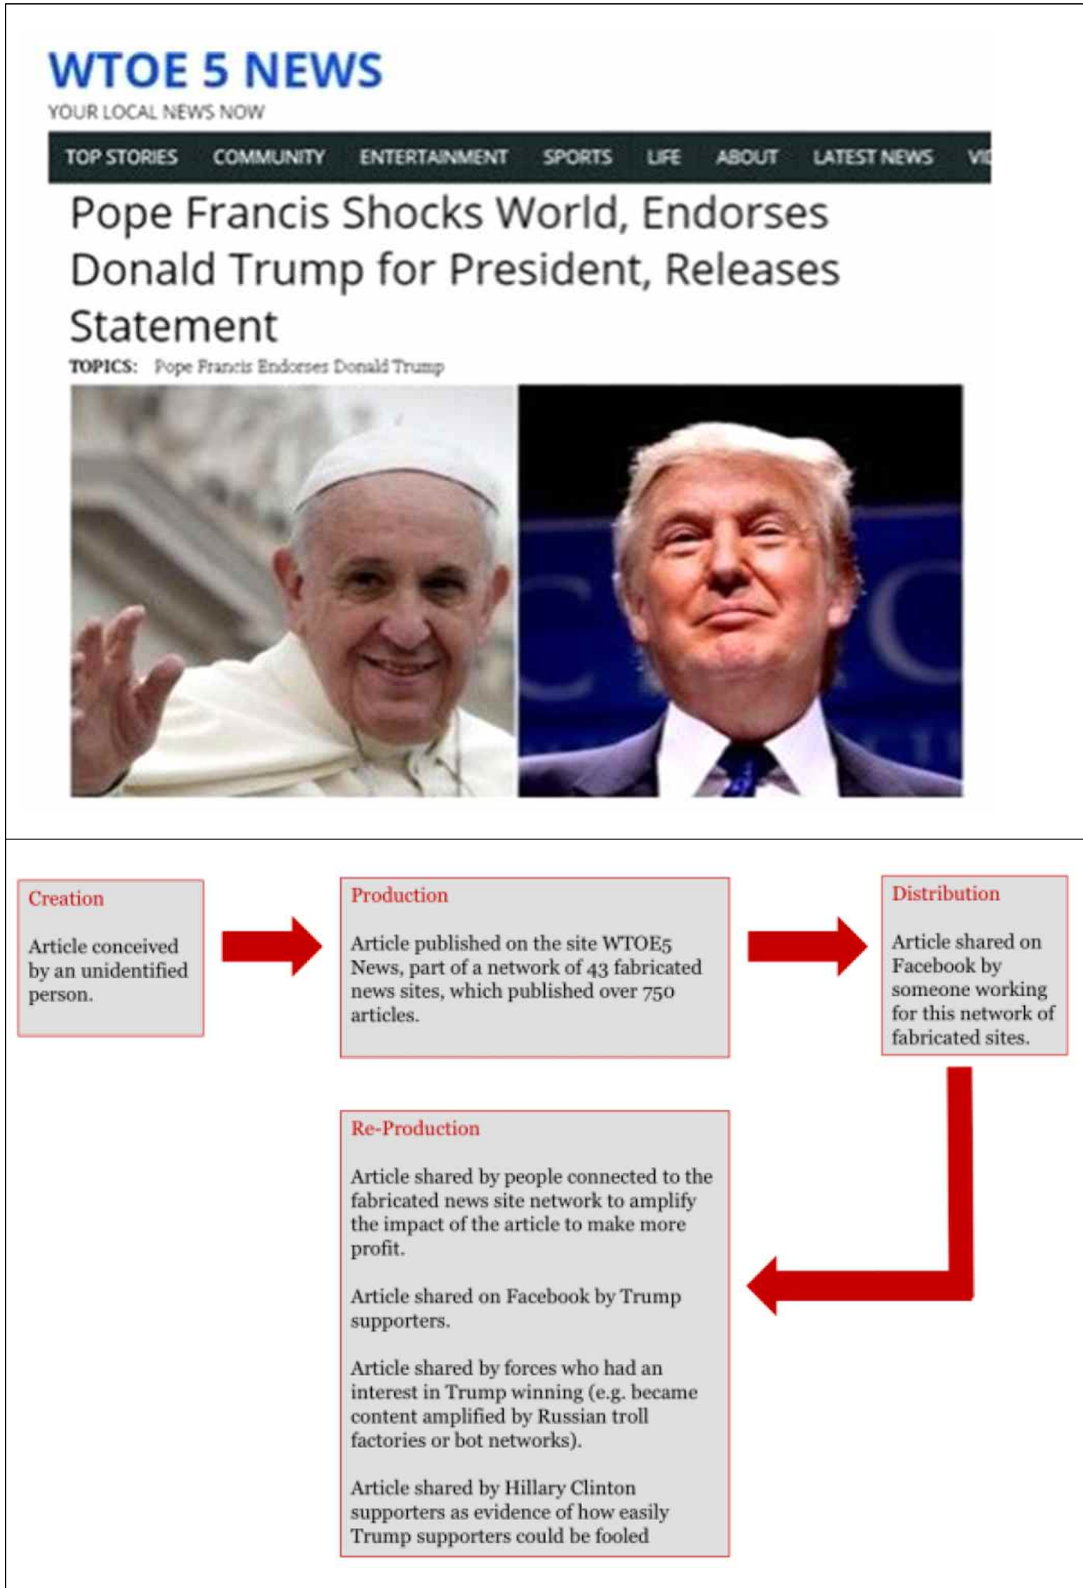 WTOE 5 NEWS
YOUR LOCAL NEWS NOW
TOP STORIES COMMUNITY ENTERTAINMENT SPORTS LIFE ABOUT LATEST NEWS
Pope Francis Shocks World, Endorses
Donald Trump for President, Releases
Statement
TOPICS: Pope Francis Endorses Donald Trump
Creation
Article conceived
by an unidentified
person.
Production
Article published on the site WTOE5
News, part of a network of 43 fabricated
news sites, which published over 750
articles.
Distribution
Article shared on
Facebook by
someone working
for this network of
fabricated sites.
Re-Production
Article shared by people connected to the
fabricated news site network to amplify
the impact of the article to make more
profit.
Article shared on Facebook by Trump
supporters.
Article shared by forces who had an
interest in Trump winning (e.g. became
content amplified by Russian troll
factories or bot networks).
Article shared by Hillary Clinton
supporters as evidence of how easily
Trump supporters could be fooled